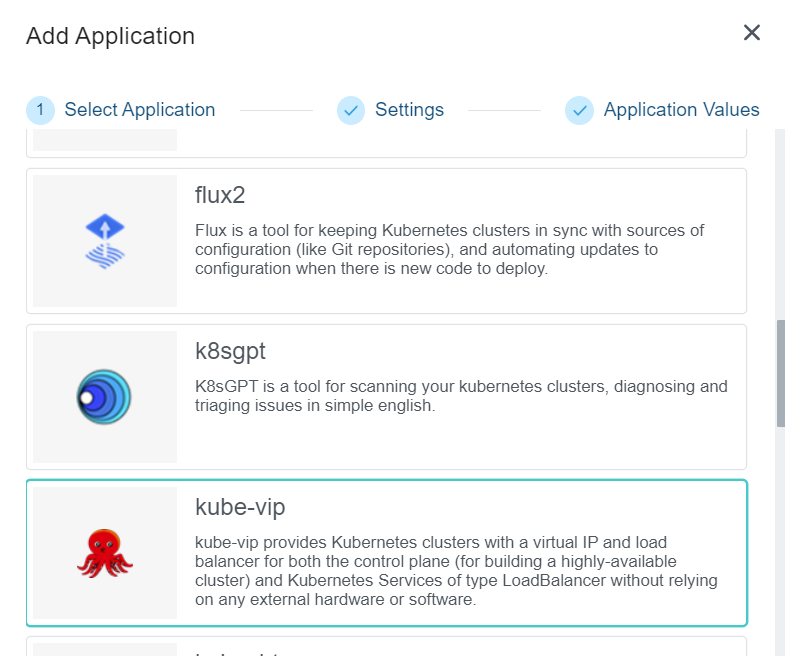 Add Application
1 Select Application Settings Application Values
flux2
Flux is a tool for keeping Kubernetes clusters in sync with sources of
configuration (like Git repositories), and automating updates to
configuration when there is new code to deploy.
k8sgpt
K8sGPT is a tool for scanning your kubernetes clusters, diagnosing and
triaging issues in simple english.
kube-vip
kube-vip provides Kubernetes clusters with a virtual IP and load
balancer for both the control plane (for building a highly-available
cluster) and Kubernetes Services of type LoadBalancer without relying
on any external hardware or software.